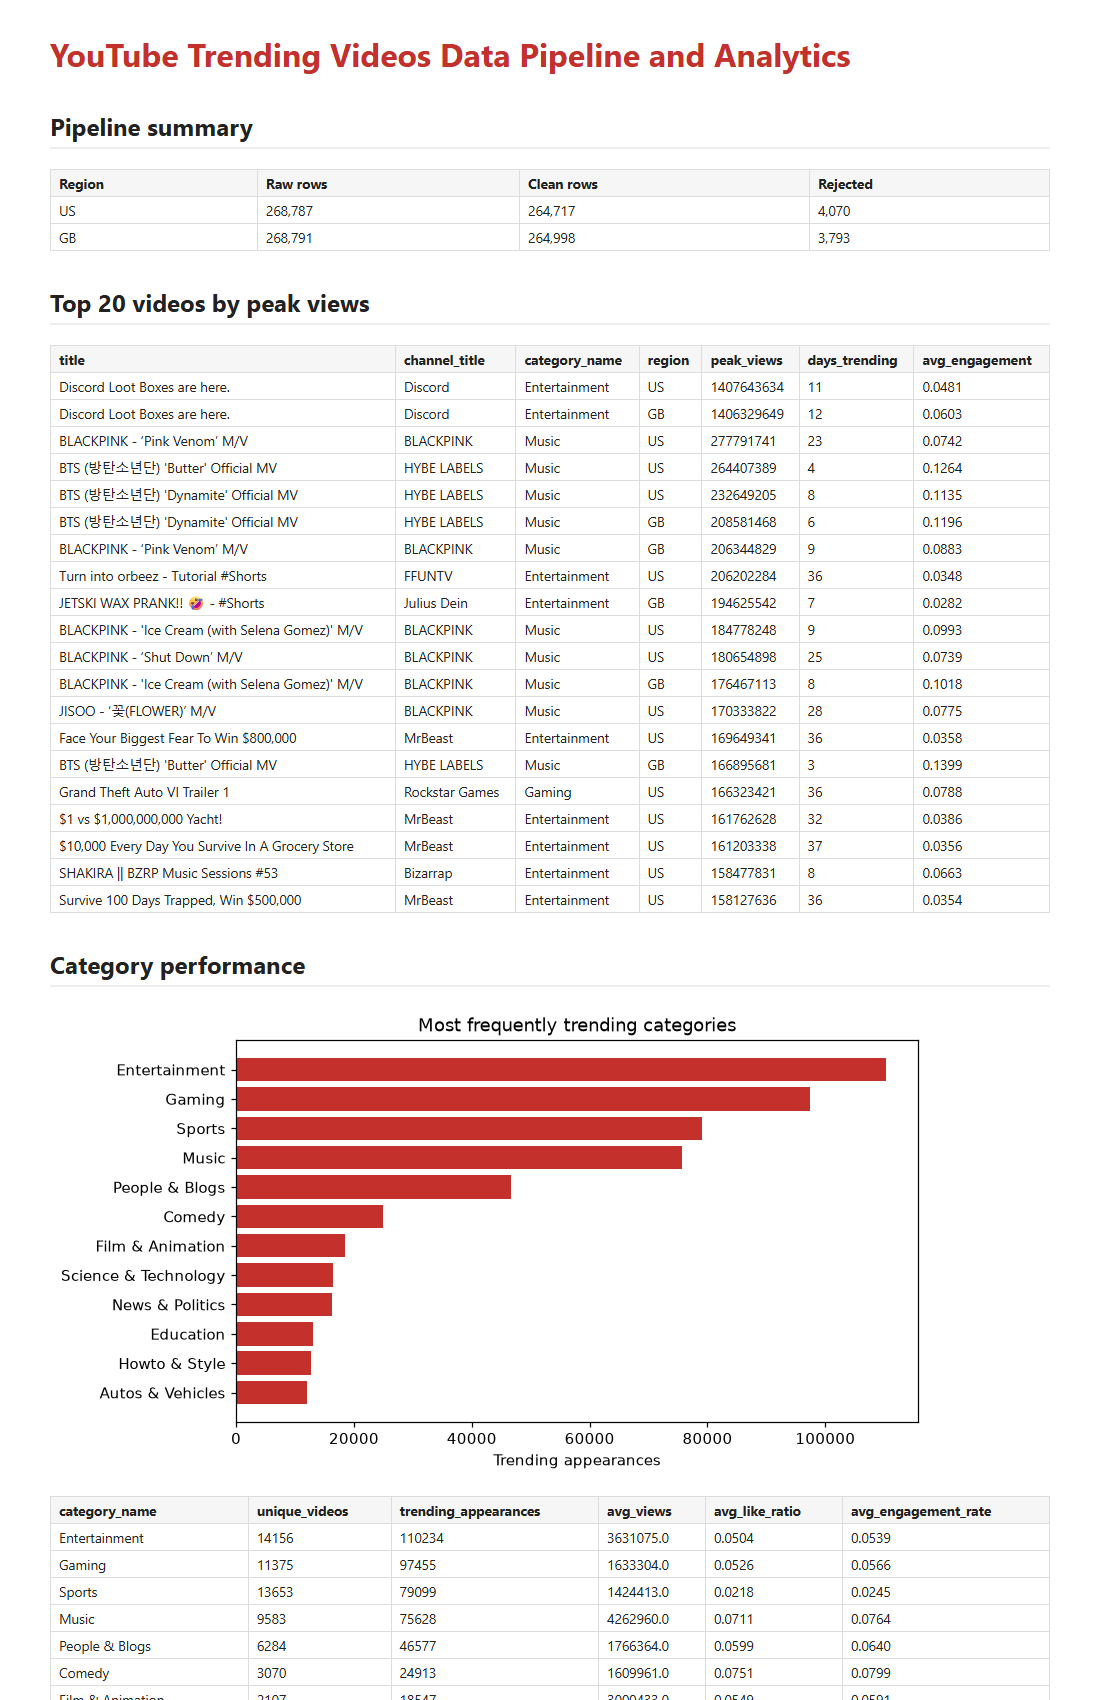 YouTube Trending Videos Data Pipeline and Analytics
Pipeline summary
Region Raw rows Clean rows Rejected
US 268,787 264,717 4,070
GB 268,791 264,998 3,793
Top 20 videos by peak views
title channel_title category_name region peak_views days_trending avg_engagement
Discord Loot Boxes are here. Discord Entertainment US 1407643634 11 0.0481
Discord Loot Boxes are here. Discord Entertainment GB 1406329649 12 0.0603
BLACKPINK - ‘Pink Venom’ M/V BLACKPINK Music US 277791741 23 0.0742
BTS (방탄소년단) 'Butter' Official MV HYBE LABELS Music US 264407389 4 0.1264
BTS (방탄소년단) 'Dynamite' Official MV HYBE LABELS Music US 232649205 8 0.1135
BTS (방탄소년단) 'Dynamite' Official MV HYBE LABELS Music GB 208581468 6 0.1196
BLACKPINK - ‘Pink Venom’ M/V BLACKPINK Music GB 206344829 9 0.0883
Turn into orbeez - Tutorial #Shorts FFUNTV Entertainment US 206202284 36 0.0348
JETSKI WAX PRANK!! 🤣 - #Shorts Julius Dein Entertainment GB 194625542 7 0.0282
BLACKPINK - 'Ice Cream (with Selena Gomez)' M/V BLACKPINK Music US 184778248 9 0.0993
BLACKPINK - ‘Shut Down’ M/V BLACKPINK Music US 180654898 25 0.0739
BLACKPINK - 'Ice Cream (with Selena Gomez)' M/V BLACKPINK Music GB 176467113 8 0.1018
JISOO - ‘꽃(FLOWER)’ M/V BLACKPINK Music US 170333822 28 0.0775
Face Your Biggest Fear To Win $800,000 MrBeast Entertainment US 169649341 36 0.0358
BTS (방탄소년단) 'Butter' Official MV HYBE LABELS Music GB 166895681 3 0.1399
Grand Theft Auto VI Trailer 1 Rockstar Games Gaming US 166323421 36 0.0788
$1 vs $1,000,000,000 Yacht! MrBeast Entertainment US 161762628 32 0.0386
$10,000 Every Day You Survive In A Grocery Store MrBeast Entertainment US 161203338 37 0.0356
SHAKIRA || BZRP Music Sessions #53 Bizarrap Entertainment US 158477831 8 0.0663
Survive 100 Days Trapped, Win $500,000 MrBeast Entertainment US 158127636 36 0.0354
Category performance
Most frequently trending categories
Entertainment
Gaming
Sports
Music
People & Blogs
Comedy
Film & Animation
Science & Technology
News & Politics
Education
Howto & Style
Autos & Vehicles
0 20000 40000 60000 80000 100000
Trending appearances
category_name unique_videos trending_appearances avg_views avg_like_ratio avg_engagement_rate
Entertainment 14156 110234 3631075.0 0.0504 0.0539
Gaming 11375 97455 1633304.0 0.0526 0.0566
Sports 13653 79099 1424413.0 0.0218 0.0245
Music 9583 75628 4262960.0 0.0711 0.0764
People & Blogs 6284 46577 1766364.0 0.0599 0.0640
Comedy 3070 24913 1609961.0 0.0751 0.0799
Film & Animation